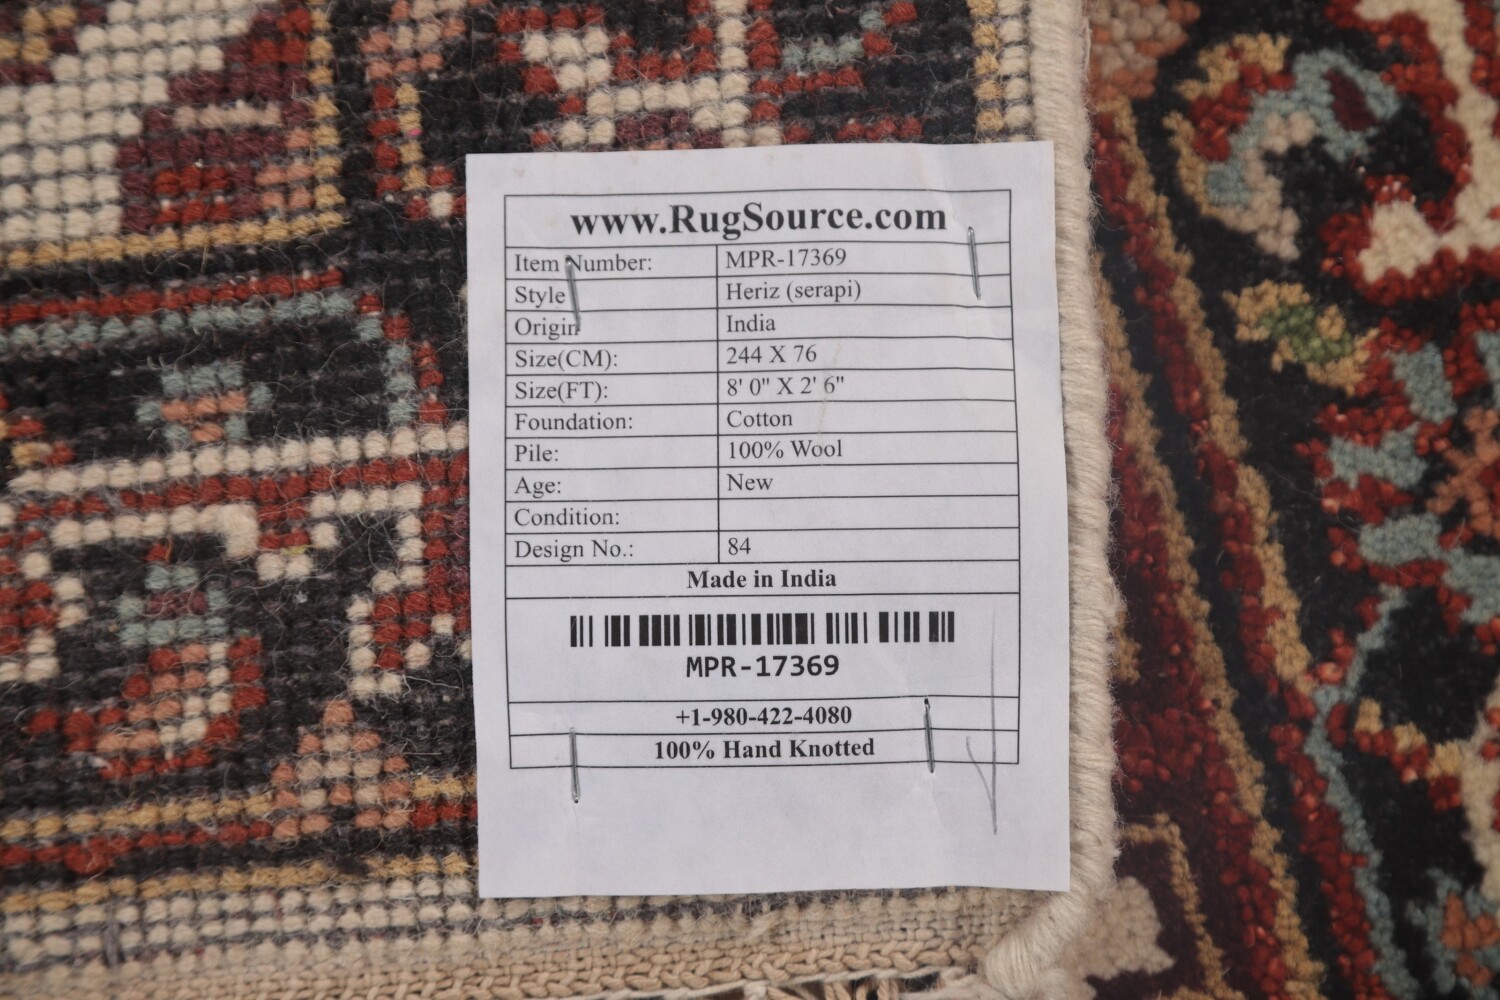 www.RugSource.com
Item Number: MPR-17369
Style Heriz (serapi)
Origin India
Size(CM): 244 X 76
Size(FT): 8' 0" X 2' 6"
Foundation: Cotton
Pile: 100% Wool
Age: New
Condition:
Design No.: 84
Made in India
MPR-17369
+1-980-422-4080
100% Hand Knotted